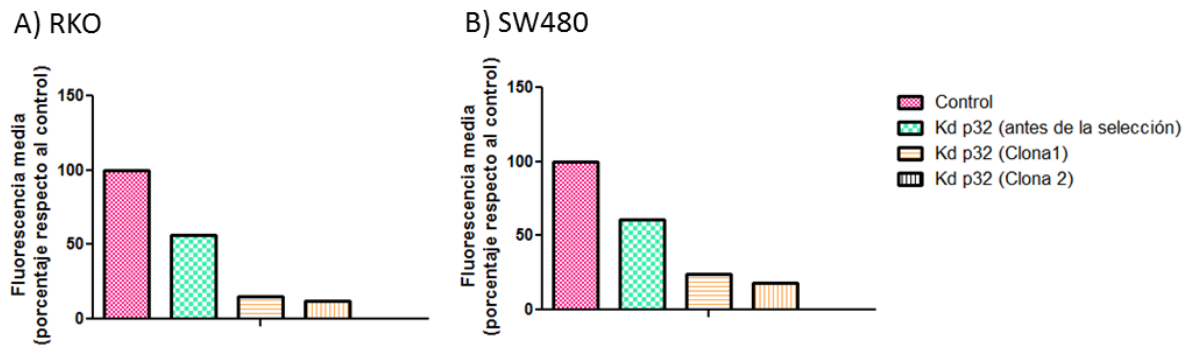 A) RKO
Fluorescencia media
(porcentaje respecto al control)
150
100
50
0
B) SW480
Fluorescencia media
(porcentaje respecto al control)
150
100
50
0
Control
Kd p32 (antes de la selección)
Kd p32 (Clona1)
Kd p32 (Clona 2)